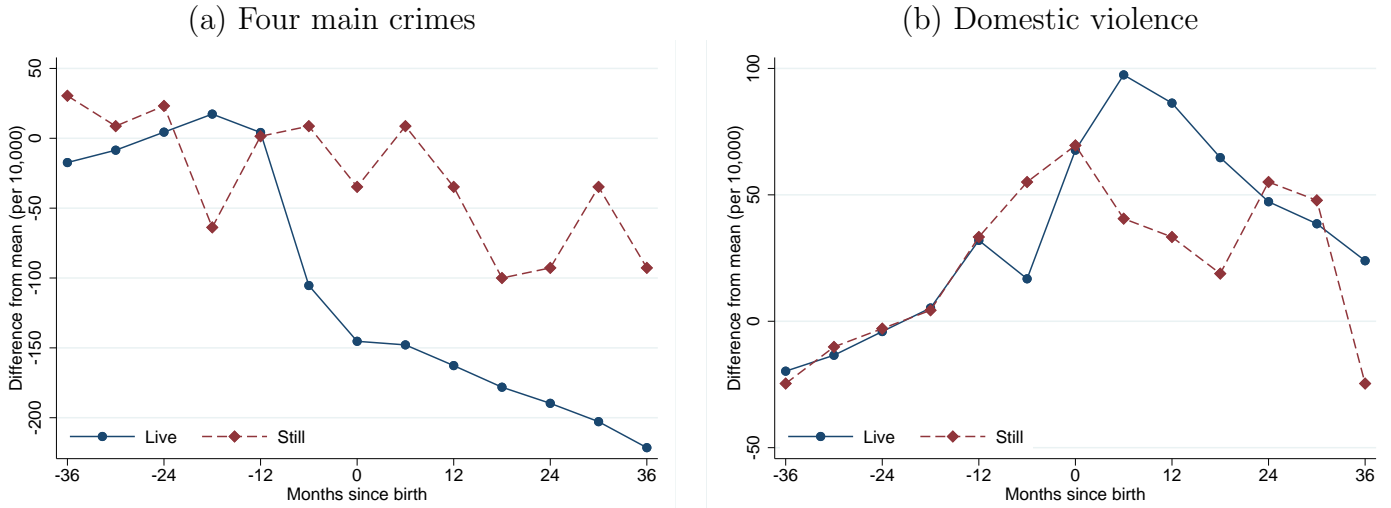 (a) Four main crimes
Difference from mean (per 10,000)
50
0
-50
-100
-150
-200
Live
Still
-36
-24
-12
0
12
24
36
Months since birth
(b) Domestic violence
Difference from mean (per 10,000)
100
50
0
-50
Live
Still
-36
-24
-12
0
12
24
36
Months since birth